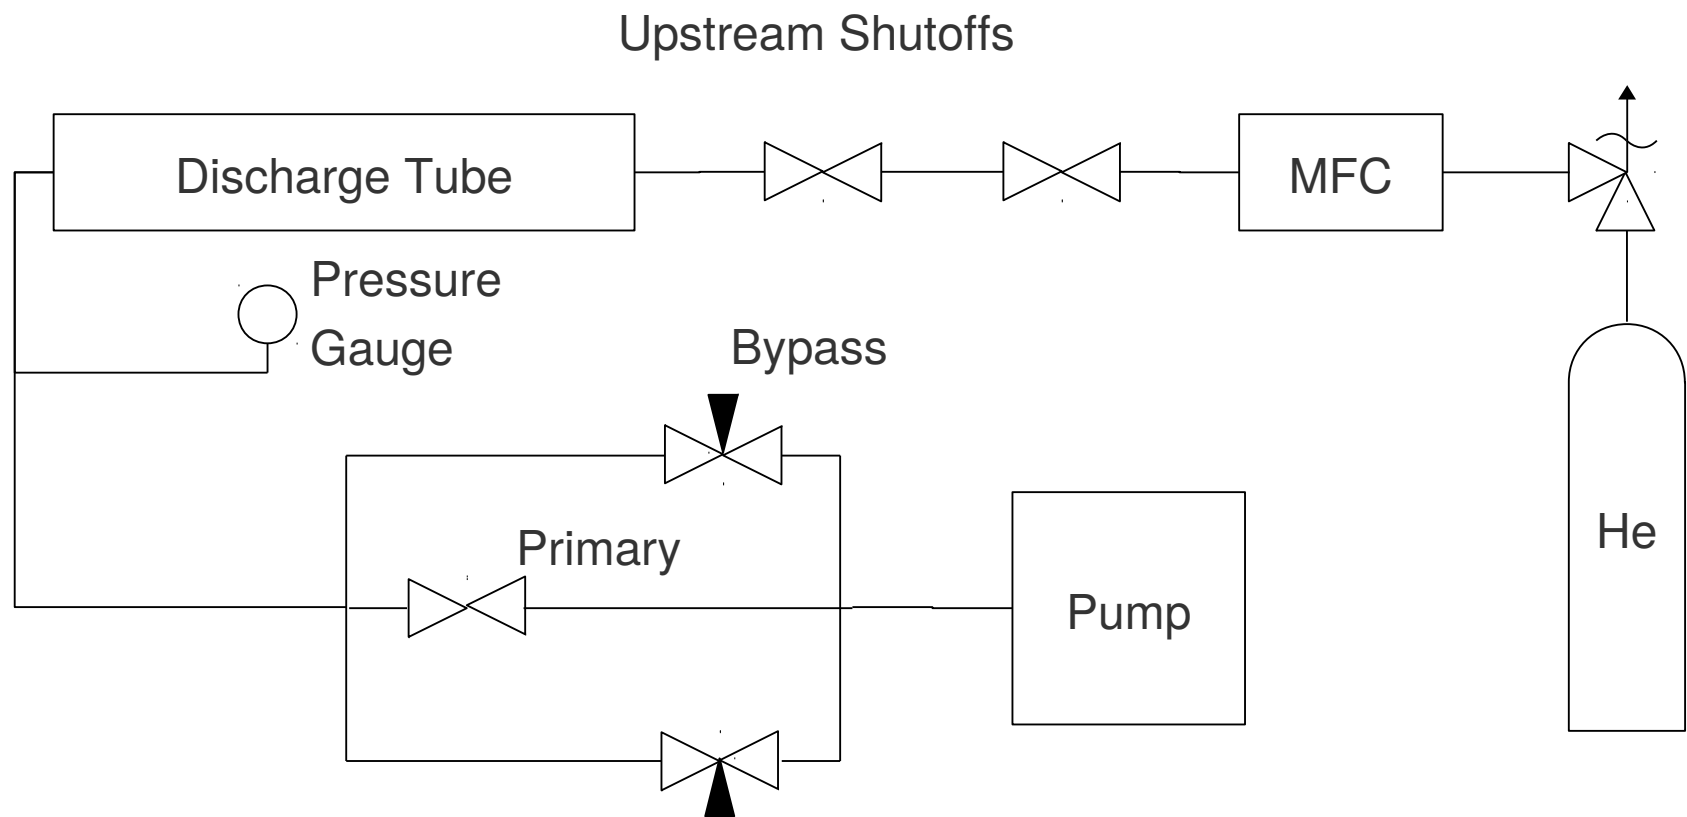 Upstream Shutoffs
Discharge Tube
MFC
Pressure
Gauge
Bypass
He
Primary
Pump